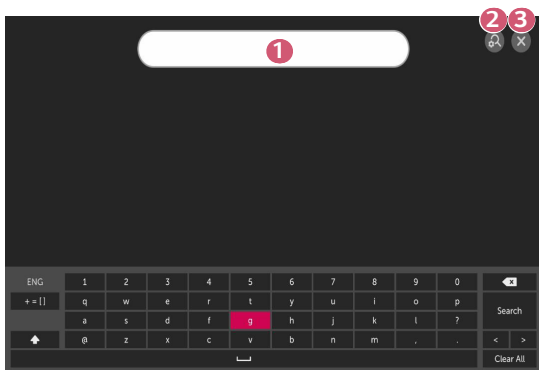 2 3
1
ENG 1 2 3 4 5 6 7 8 9 0
+ = [ ] q w e r t y u i o p
Search
a s d f g h j k l ?
@ z x c v b n m , . < >
Clear All